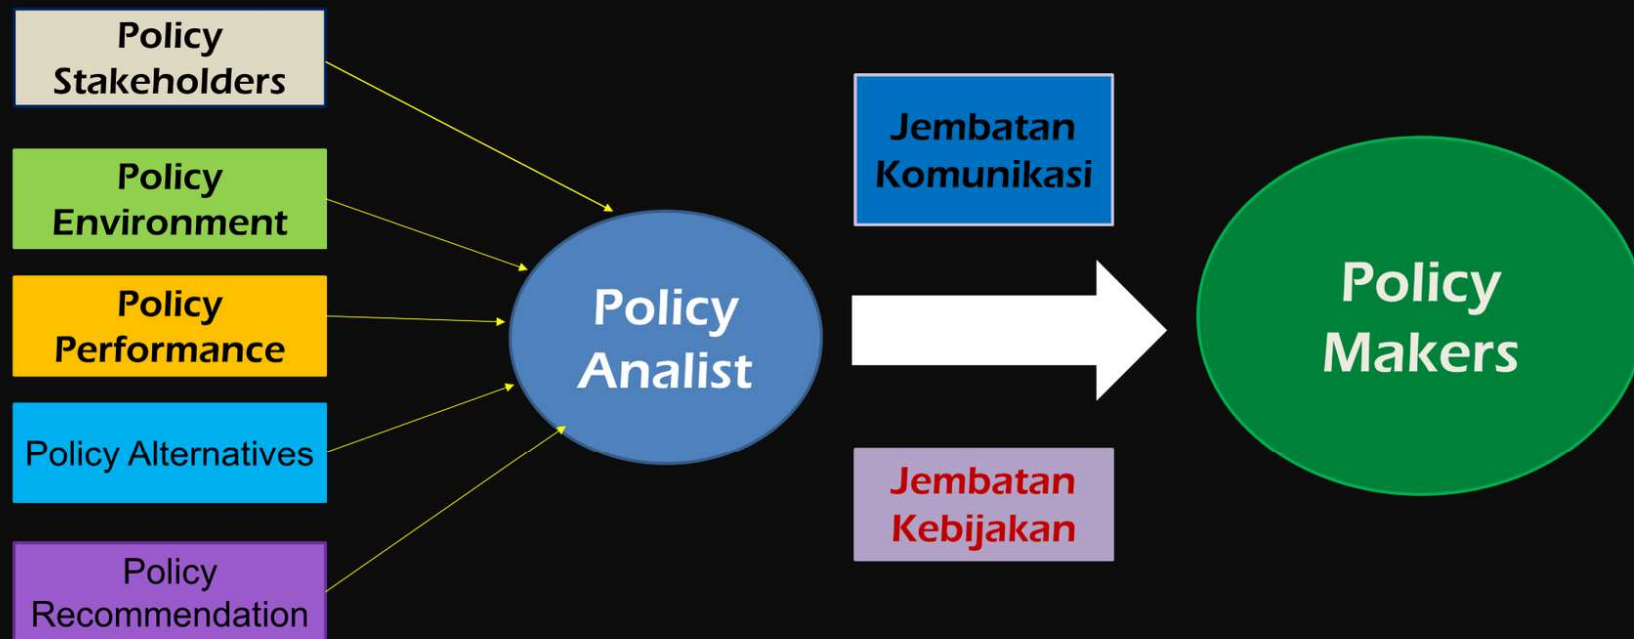 Policy
Stakeholders
Policy
Environment
Policy
Performance
Policy Alternatives
Policy
Recommendation
Policy
Analist
Jembatan
Komunikasi
Jembatan
Kebijakan
Policy
Makers